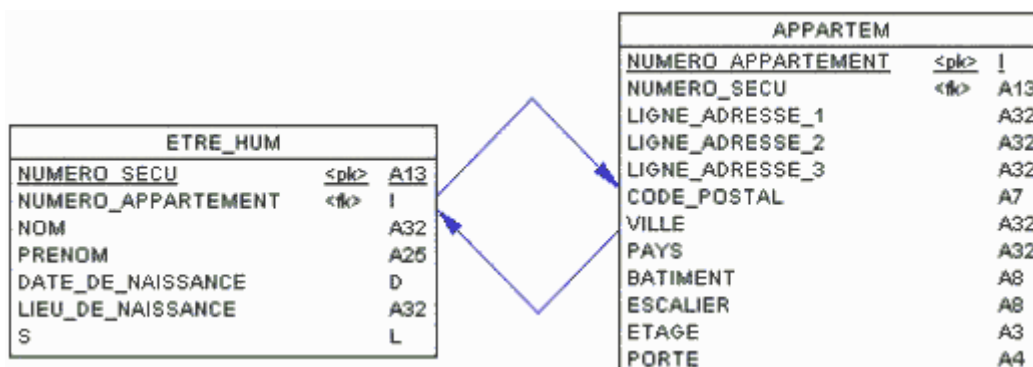 ETRE_HUM
NUMERO_SECU <pk> A13
NUMERO_APPARTEMENT <fk> I
NOM A32
PRENOM A25
DATE_DE_NAISSANCE D
LIEU_DE_NAISSANCE A32
S L
APPARTEM
NUMERO_APPARTEMENT <pk> I
NUMERO_SECU <fk> A13
LIGNE_ADRESSE_1 A32
LIGNE_ADRESSE_2 A32
LIGNE_ADRESSE_3 A32
CODE_POSTAL A7
VILLE A32
PAYS A32
BATIMENT A8
ESCALIER A8
ETAGE A3
PORTE A4